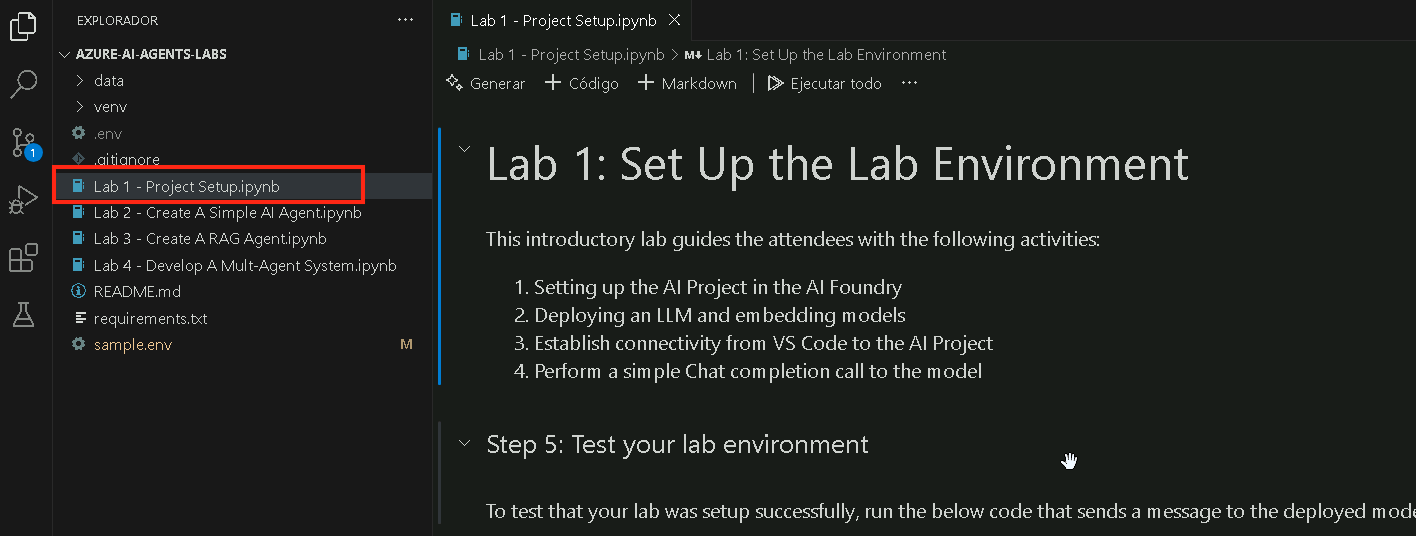 EXPLORADOR
AZURE-AI-AGENTS-LABS
data
venv
.env
.gitignore
Lab 1 - Project Setup.ipynb
Lab 2 - Create A Simple AI Agent.ipynb
Lab 3 - Create A RAG Agent.ipynb
Lab 4 - Develop A Mult-Agent System.ipynb
README.md
requirements.txt
sample.env M
1
Lab 1 - Project Setup.ipynb
Lab 1 - Project Setup.ipynb > M↓ Lab 1: Set Up the Lab Environment
Generar + Código + Markdown | Ejecutar todo ...
Lab 1: Set Up the Lab Environment
This introductory lab guides the attendees with the following activities:
1. Setting up the AI Project in the AI Foundry
2. Deploying an LLM and embedding models
3. Establish connectivity from VS Code to the AI Project
4. Perform a simple Chat completion call to the model
Step 5: Test your lab environment
To test that your lab was setup successfully, run the below code that sends a message to the deployed mode